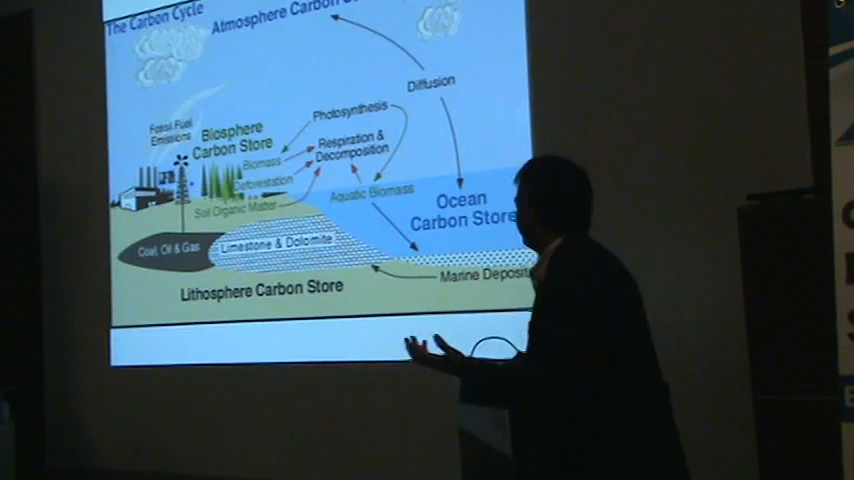 The Carbon Cycle
Atmosphere Carbon
Diffusion
Fossil Fuel
Emissions
Biosphere
Carbon Store
Photosynthesis
Respiration &
Decomposition
Biomass
Deforestation
Soil Organic Matter
Aquatic Biomass
Ocean
Carbon Store
Coal, Oil & Gas
Limestone & Dolomite
Marine Deposits
Lithosphere Carbon Store